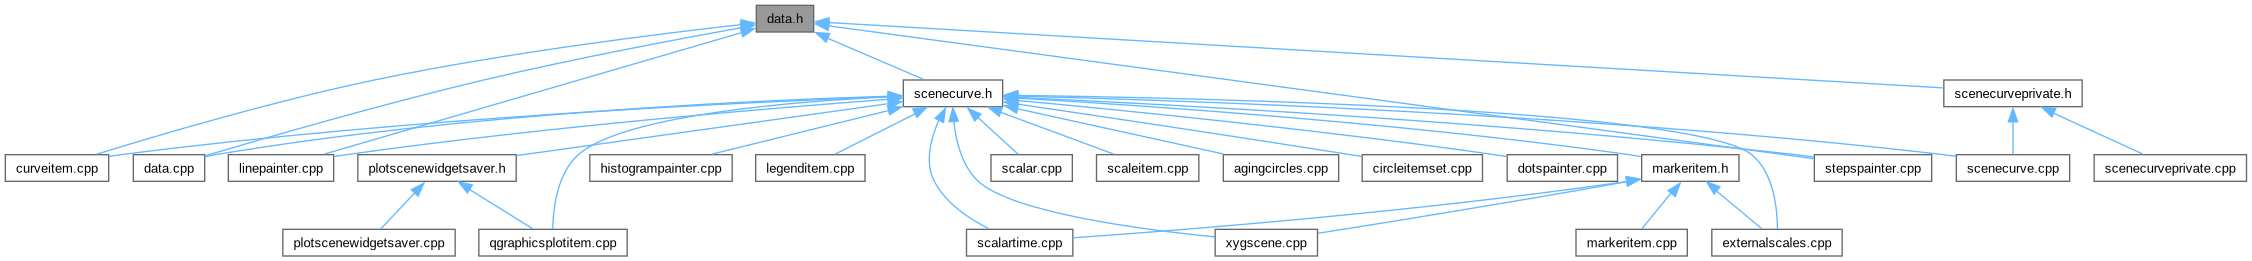 data.h
scenecurve.h
scenecurveprivate.h
curveitem.cpp
data.cpp
linepainter.cpp
plotscenewidgetsaver.h
histogrampainter.cpp
legenditem.cpp
scalar.cpp
scaleitem.cpp
agingcircles.cpp
circleitemset.cpp
dotspainter.cpp
markeritem.h
stepspainter.cpp
scenecurve.cpp
scenecurveprivate.cpp
plotscenewidgetsaver.cpp
qgraphicsplotitem.cpp
scalartime.cpp
xygscene.cpp
markeritem.cpp
externalscales.cpp